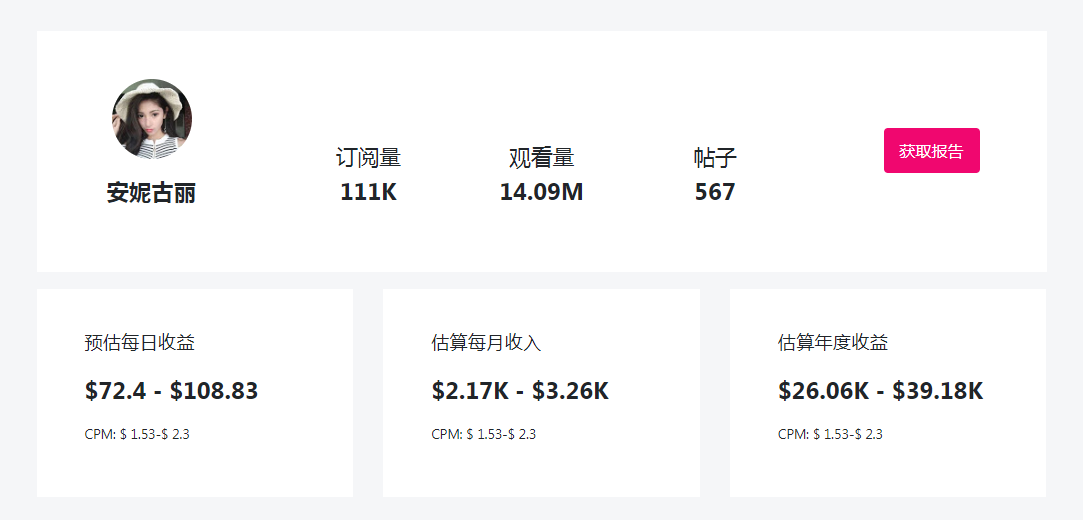 安妮古丽
订阅量
111K
观看量
14.09M
帖子
567
获取报告
预估每日收益
$72.4 - $108.83
CPM: $ 1.53-$ 2.3
估算每月收入
$2.17K - $3.26K
CPM: $ 1.53-$ 2.3
估算年度收益
$26.06K - $39.18K
CPM: $ 1.53-$ 2.3